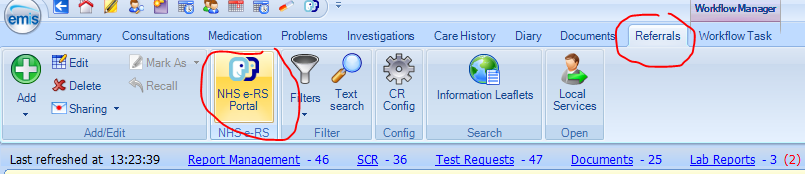 emis
Workflow Manager
Summary Consultations Medication Problems Investigations Care History Diary Documents Referrals Workflow Task
Add
Edit
Delete
Sharing
Mark As
Recall
Add/Edit
NHS e-RS
Portal
NHS e-RS
Filters
Text
search
Filter
CR
Config
Config
Information Leaflets
Search
Local
Services
Open
Last refreshed at 13:23:39 Report Management - 46 SCR - 36 Test Requests - 47 Documents - 25 Lab Reports - 3 (2)